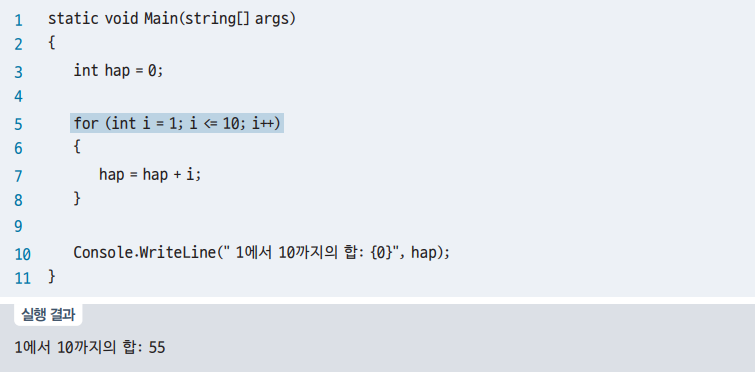 1 static void Main(string[] args)
2 {
3 int hap = 0;
4
5 for (int i = 1; i <= 10; i++)
6 {
7 hap = hap + i;
8 }
9
10 Console.WriteLine(" 1에서 10까지의 합: {0}", hap);
11 }
실행 결과
1에서 10까지의 합: 55